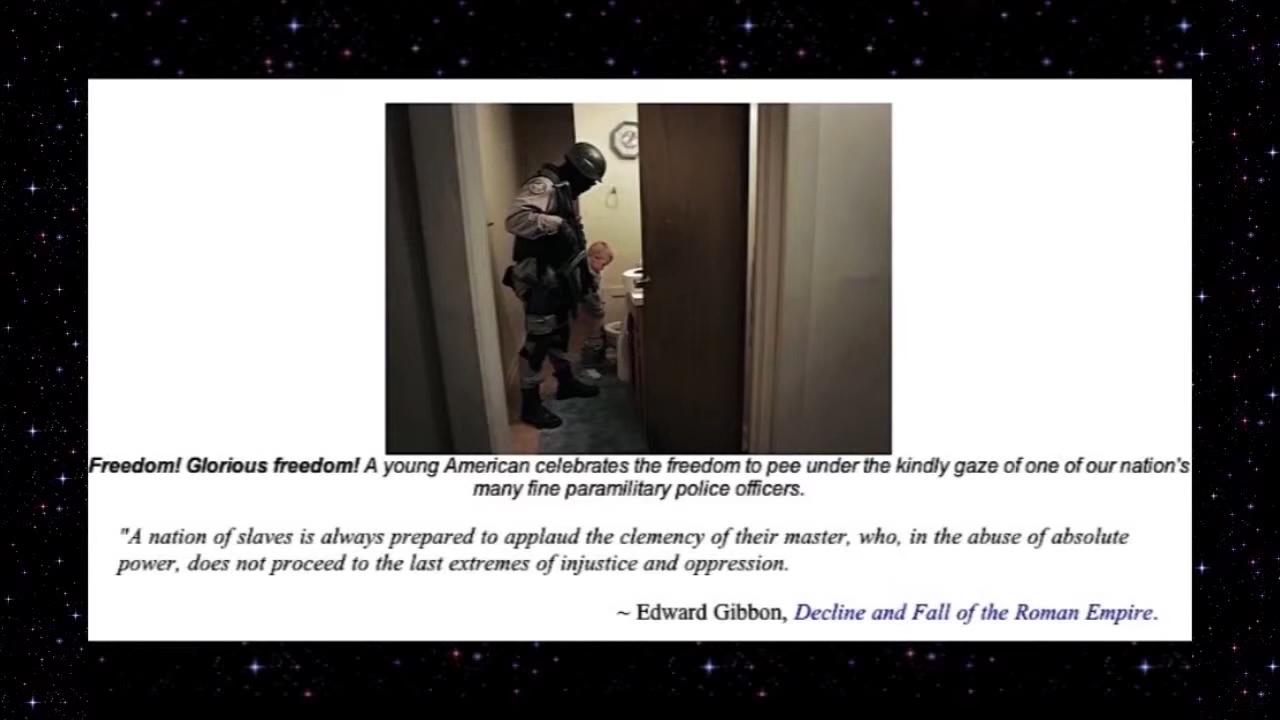 Freedom! Glorious freedom! A young American celebrates the freedom to pee under the kindly gaze of one of our nation's
many fine paramilitary police officers.
"A nation of slaves is always prepared to applaud the clemency of their master, who, in the abuse of absolute
power, does not proceed to the last extremes of injustice and oppression.
~ Edward Gibbon, Decline and Fall of the Roman Empire.